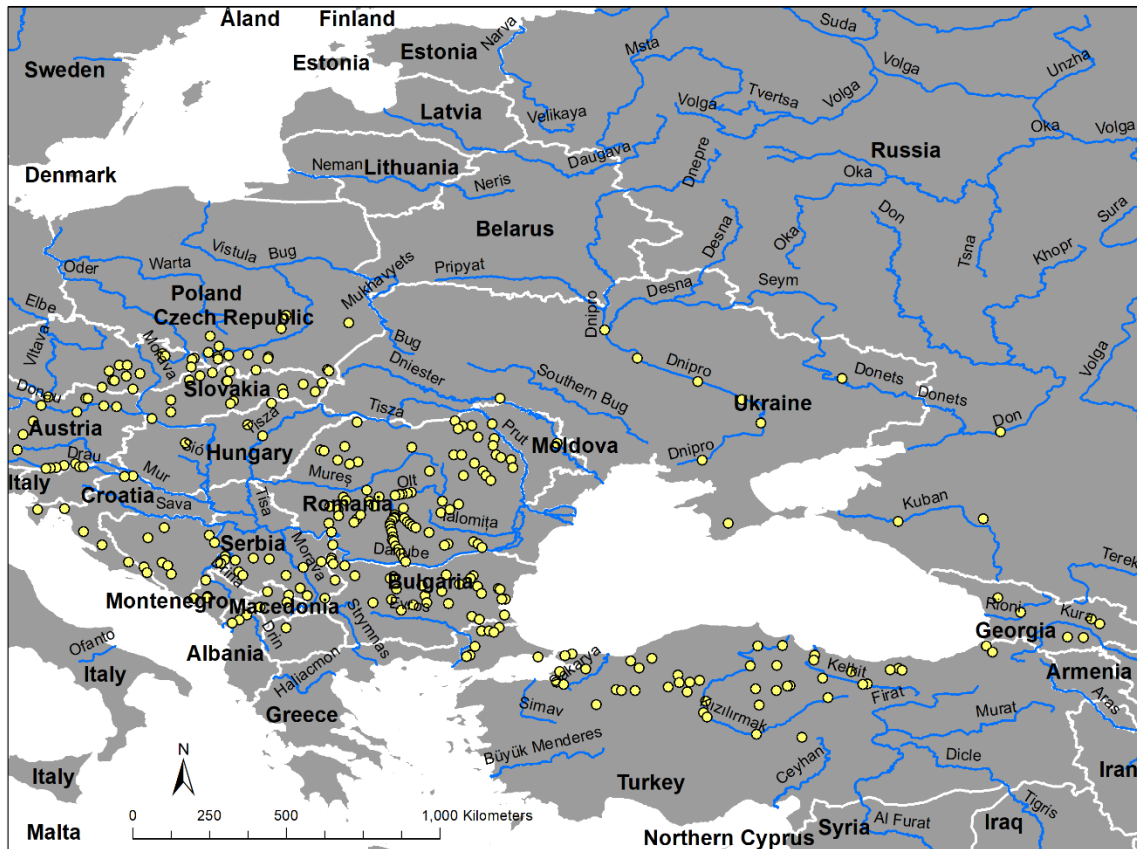 Åland
Finland
Suda
Narva
Msta
Estonia
Volga
Unzha
Sweden
Estonia
Tvertsa
Latvia
Volga
Volga
Velikaya
Oka
Volga
Daugava
Dnepre
Russia
Neman
Lithuania
Denmark
Neris
Oka
Don
Sura
Belarus
Desna
Oka
Tsna
Khopr
Vistula
Bug
Oder
Warta
Mukhavyets
Pripyat
Desna
Seym
Poland
Elbe
Czech Republic
Dnipro
Vltava
Morava
Bug
Dniester
Dnipro
Donets
Volga
Slovakia
Southern Bug
Donets
Donau
Tisza
Ukraine
Don
Austria
Tisza
Prut
Moldova
Sió
Hungary
Dnipro
Drau
Mur
Mureș
Olt
Italy
Croatia
Tisa
Romania
Kuban
Sava
Ialomița
Serbia
Morava
Danube
Terek
Drina
Bulgaria
Montenegro
Macedonia
Evros
Rioni
Kura
Strymnas
Georgia
Ofanto
Drin
Albania
Sakarya
Kelkit
Armenia
Italy
Haliacmon
Firat
Aras
Simav
Kızılırmak
Murat
Greece
Büyük Menderes
N
Dicle
Italy
Ceyhan
Iran
Turkey
Tigris
0
250
500
1,000 Kilometers
Al Furat
Malta
Northern Cyprus
Syria
Iraq